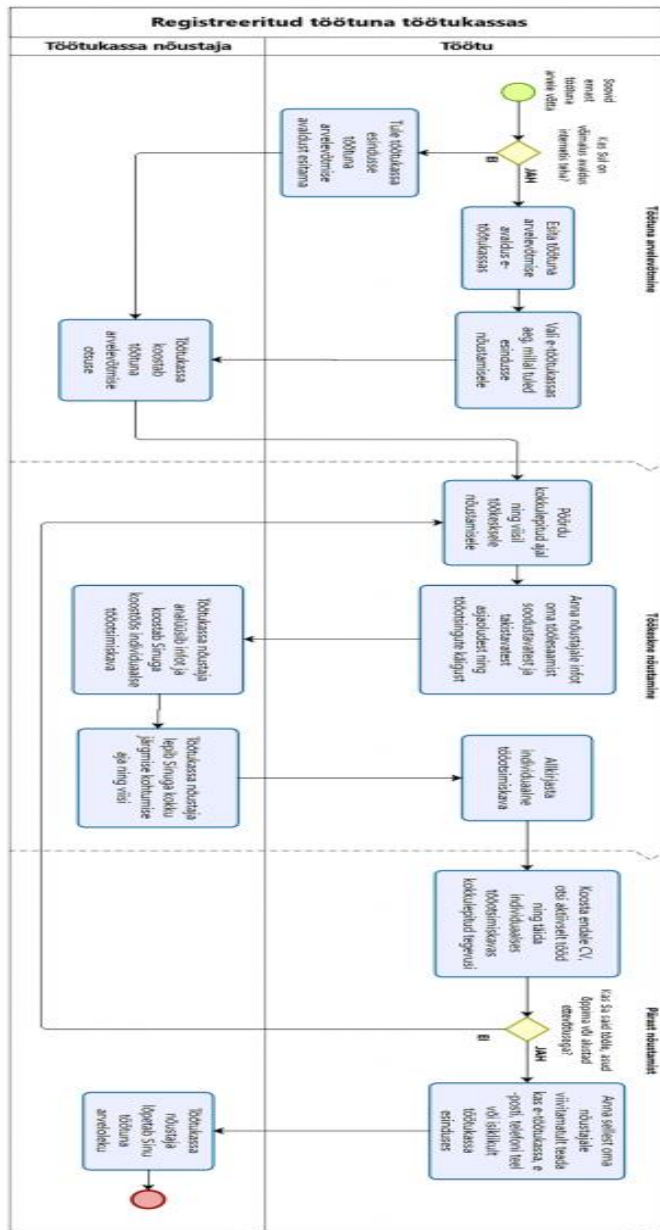 Registreeritud töötuna töötukassas
Töötu
Töötukassa nõustaja
Töötuna arvelevõtmine
Töökeskne nõustamine
Pärast nõustamist
Soovid
ennast
töötuna
arvele võtta
Kas Sul on
võimalus avaldus
internetis teha?
JAH
EI
Tule töötukassa
esindusse
töötuna
arvelevõtmise
avaldust esitama
Esita töötuna
arvelevõtmise
avaldus e-
töötukassas
Vali e-töötukassas
aeg, millal tuled
esindusse
nõustamisele
Töötukassa
koostab
töötuna
arvelevõtmise
otsuse
Pöördu
kokkulepitud ajal
ning viisil
töökesksele
nõustamisele
Anna nõustajale infot
oma töölesaamist
soodustavatest ja
takistavatest
asjaoludest ning
tööotsingute käigust
Töötukassa nõustaja
analüüsib infot ja
koostab Sinuga
koostöös individuaalse
tööotsimiskava
Töötukassa nõustaja
lepib Sinuga kokku
järgmise kohtumise
aja ning viisi
Allkirjasta
individuaalne
tööotsimiskava
Koosta endale CV,
otsi aktiivselt tööd
ning täida
individuaalses
tööotsimiskavas
kokkulepitud tegevusi
Kas Sa said tööle, asud
õppima või alustad
ettevõtlusega?
JAH
EI
Anna sellest oma
nõustajale
viivitamatult teada
kas e-töötukassa, e
-posti, telefoni teel
või isiklikult
töötukassa
esinduses
Töötukassa
nõustaja
lõpetab Sinu
töötuna
arveloleku